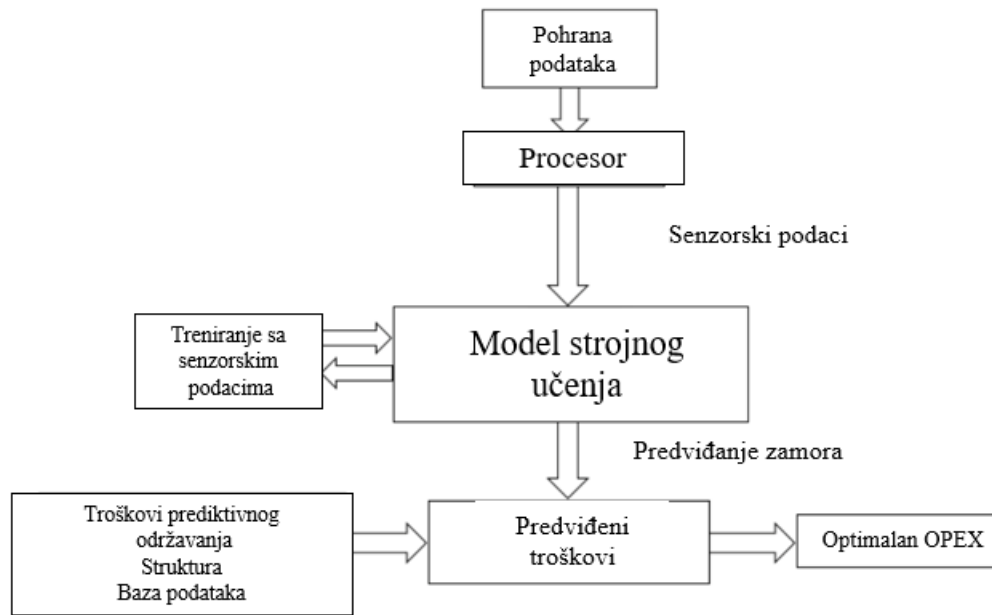 Pohrana
podataka
Procesor
Senzorski podaci
Treniranje sa
senzorskim
podacima
Model strojnog
učenja
Predviđanje zamora
Troškovi prediktivnog
održavanja
Struktura
Baza podataka
Predviđeni
troškovi
Optimalan OPEX